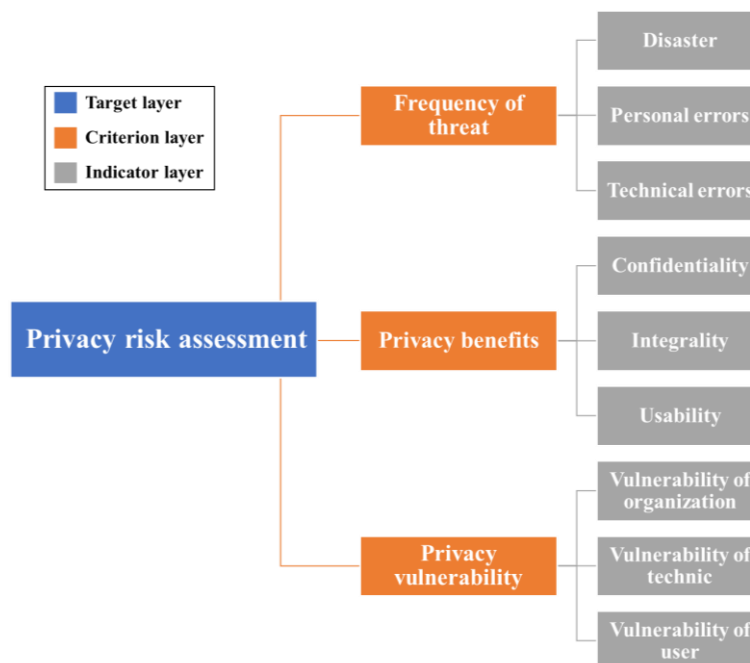 Target layer
Criterion layer
Indicator layer
Privacy risk assessment
Frequency of
threat
Disaster
Personal errors
Technical errors
Privacy benefits
Confidentiality
Integrality
Usability
Privacy
vulnerability
Vulnerability of
organization
Vulnerability of
technic
Vulnerability of
user